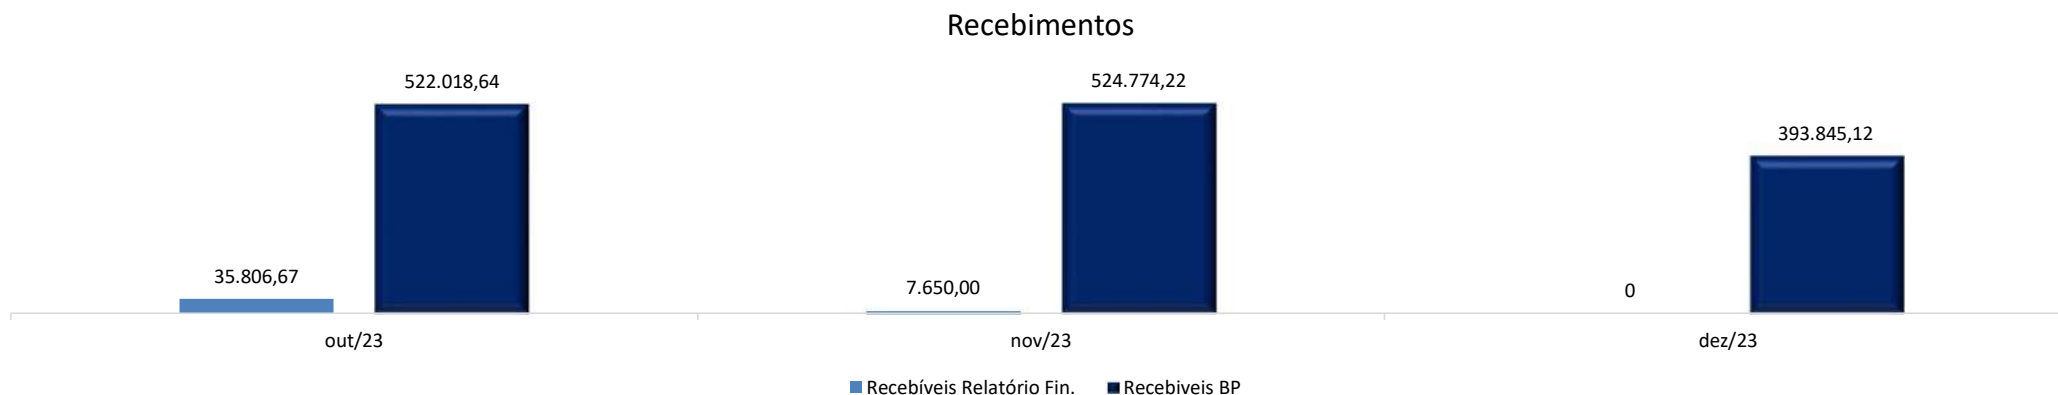 Recebimentos
522.018,64
524.774,22
393.845,12
35.806,67
7.650,00
0
out/23
nov/23
dez/23
Recebíveis Relatório Fin.
Recebiveis BP